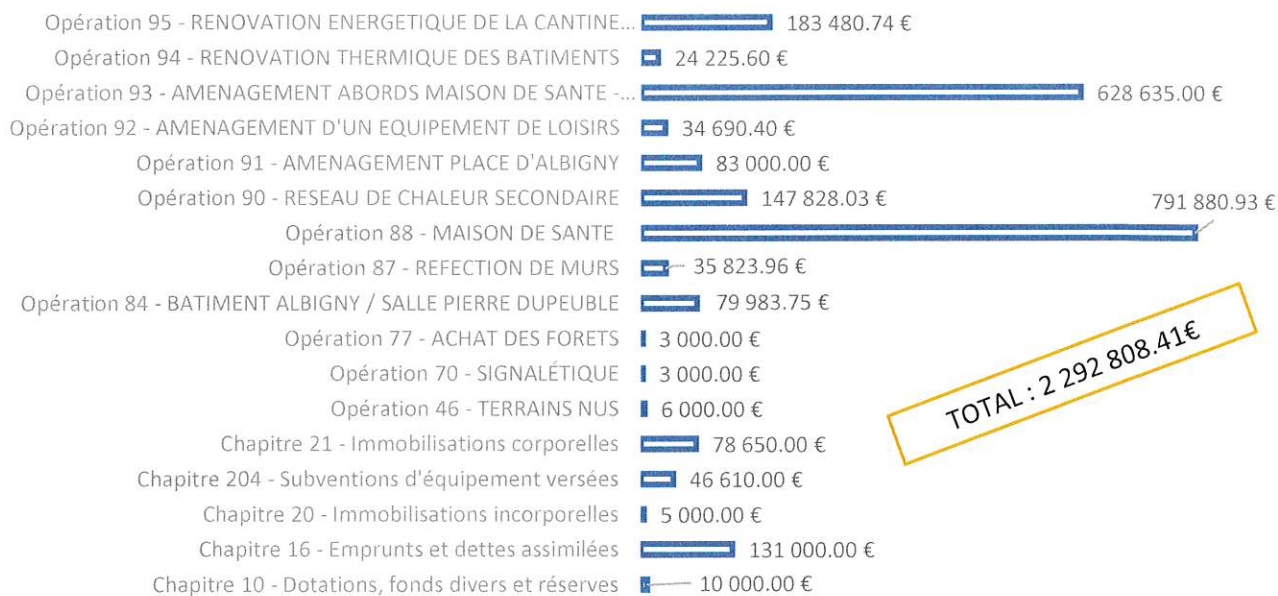 Opération 95 - RENOVATION ENERGETIQUE DE LA CANTINE... 183 480.74 €
Opération 94 - RENOVATION THERMIQUE DES BATIMENTS 24 225.60 €
Opération 93 - AMENAGEMENT ABORDS MAISON DE SANTE -... 628 635.00 €
Opération 92 - AMENAGEMENT D'UN EQUIPEMENT DE LOISIRS 34 690.40 €
Opération 91 - AMENAGEMENT PLACE D'ALBIGNY 83 000.00 €
Opération 90 - RESEAU DE CHALEUR SECONDAIRE 147 828.03 €
Opération 88 - MAISON DE SANTE 791 880.93 €
Opération 87 - REFECTION DE MURS 35 823.96 €
Opération 84 - BATIMENT ALBIGNY / SALLE PIERRE DUPEUBLE 79 983.75 €
Opération 77 - ACHAT DES FORETS 3 000.00 €
Opération 70 - SIGNALÉTIQUE 3 000.00 €
Opération 46 - TERRAINS NUS 6 000.00 €
Chapitre 21 - Immobilisations corporelles 78 650.00 €
Chapitre 204 - Subventions d'équipement versées 46 610.00 €
Chapitre 20 - Immobilisations incorporelles 5 000.00 €
Chapitre 16 - Emprunts et dettes assimilées 131 000.00 €
Chapitre 10 - Dotations, fonds divers et réserves 10 000.00 €
TOTAL : 2 292 808.41€